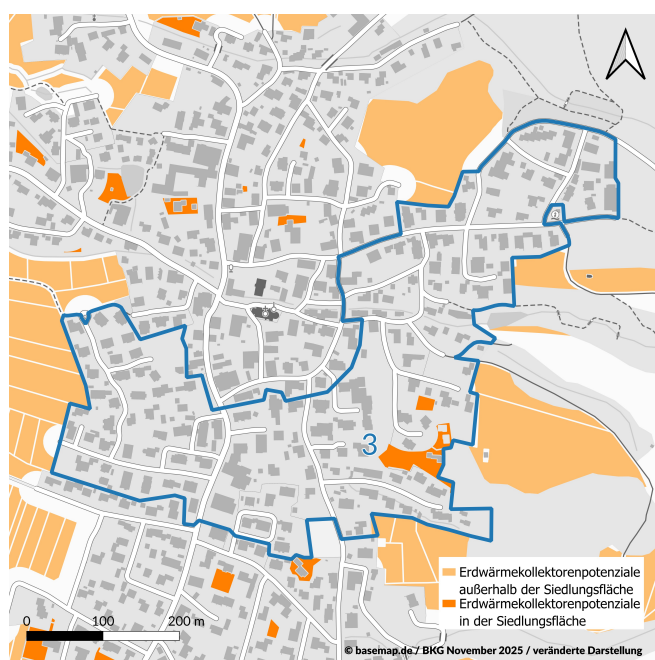 3
Erdwärmekollektorenpotenziale
außerhalb der Siedlungsfläche
Erdwärmekollektorenpotenziale
in der Siedlungsfläche
0 100 200 m
© basemap.de / BKG November 2025 / veränderte Darstellung